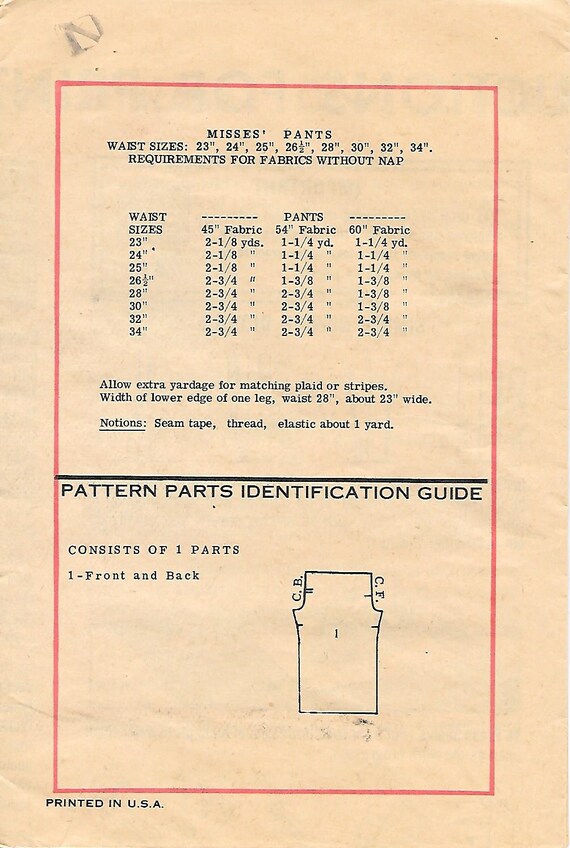 N
MISSES' PANTS
WAIST SIZES: 23", 24", 25", 26½", 28", 30", 32", 34".
REQUIREMENTS FOR FABRICS WITHOUT NAP
WAIST --------- PANTS ---------
SIZES 45" Fabric 54" Fabric 60" Fabric
23" 2-1/8 yds. 1-1/4 yd. 1-1/4 yd.
24" 2-1/8 " 1-1/4 " 1-1/4 "
25" 2-1/8 " 1-1/4 " 1-1/4 "
26½" 2-3/4 " 1-3/8 " 1-3/8 "
28" 2-3/4 " 2-3/4 " 1-3/8 "
30" 2-3/4 " 2-3/4 " 1-3/8 "
32" 2-3/4 " 2-3/4 " 2-3/4 "
34" 2-3/4 " 2-3/4 " 2-3/4 "
Allow extra yardage for matching plaid or stripes.
Width of lower edge of one leg, waist 28", about 23" wide.
Notions: Seam tape, thread, elastic about 1 yard.
PATTERN PARTS IDENTIFICATION GUIDE
CONSISTS OF 1 PARTS
1-Front and Back
C.B.
C.F.
1
PRINTED IN U.S.A.